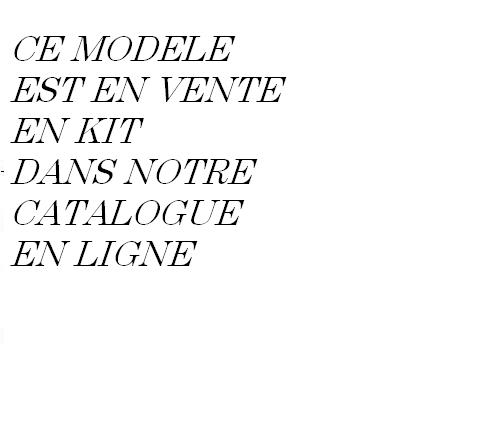 CE MODELE
EST EN VENTE
EN KIT
DANS NOTRE
CATALOGUE
EN LIGNE